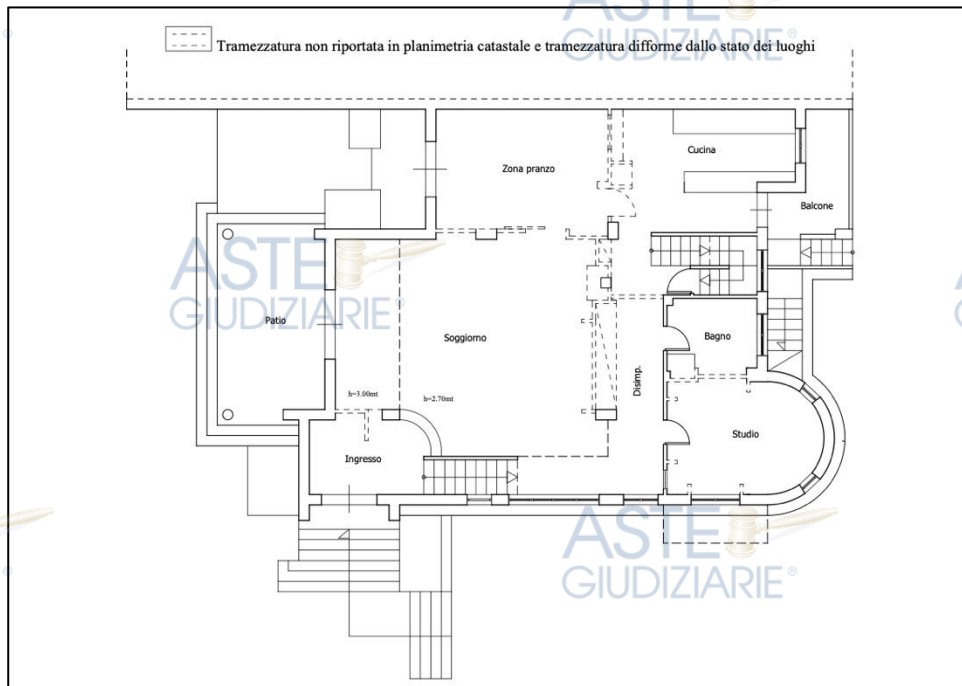 ASTE
GIUDIZIARIE®
Tramezzatura non riportata in planimetria catastale e tramezzatura difforme dallo stato dei luoghi
Zona pranzo
Cucina
Balcone
ASTE
GIUDIZIARIE®
Patio
Soggiorno
Bagno
Disimp.
h=3.00mt
h=2.70mt
Studio
Ingresso
ASTE
GIUDIZIARIE®